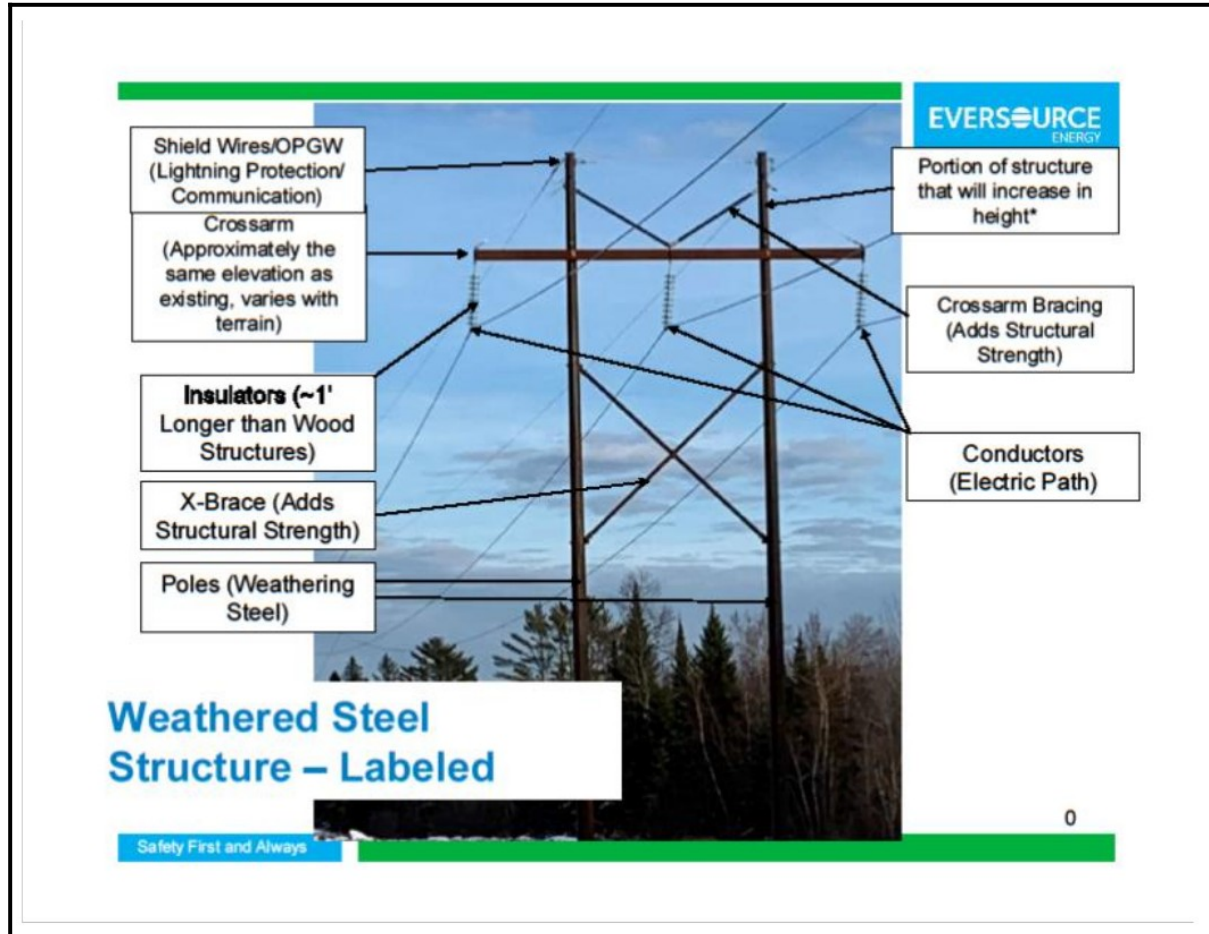 EVERSOURCE
ENERGY
Shield Wires/OPGW
(Lightning Protection/
Communication)
Crossarm
(Approximately the
same elevation as
existing, varies with
terrain)
Insulators (~1'
Longer than Wood
Structures)
X-Brace (Adds
Structural Strength)
Poles (Weathering
Steel)
Portion of structure
that will increase in
height*
Crossarm Bracing
(Adds Structural
Strength)
Conductors
(Electric Path)
Weathered Steel
Structure – Labeled
0
Safety First and Always